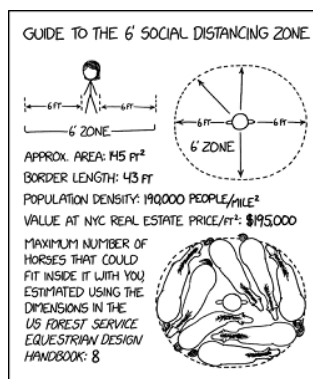 GUIDE TO THE 6' SOCIAL DISTANCING ZONE
6 FT 6 FT
6' ZONE
6 FT 6 FT
6' ZONE
APPROX. AREA: 145 FT²
BORDER LENGTH: 43 FT
POPULATION DENSITY: 190,000 PEOPLE/MILE²
VALUE AT NYC REAL ESTATE PRICE/FT²: $195,000
MAXIMUM NUMBER OF
HORSES THAT COULD
FIT INSIDE IT WITH YOU,
ESTIMATED USING THE
DIMENSIONS IN THE
US FOREST SERVICE
EQUESTRIAN DESIGN
HANDBOOK: 8